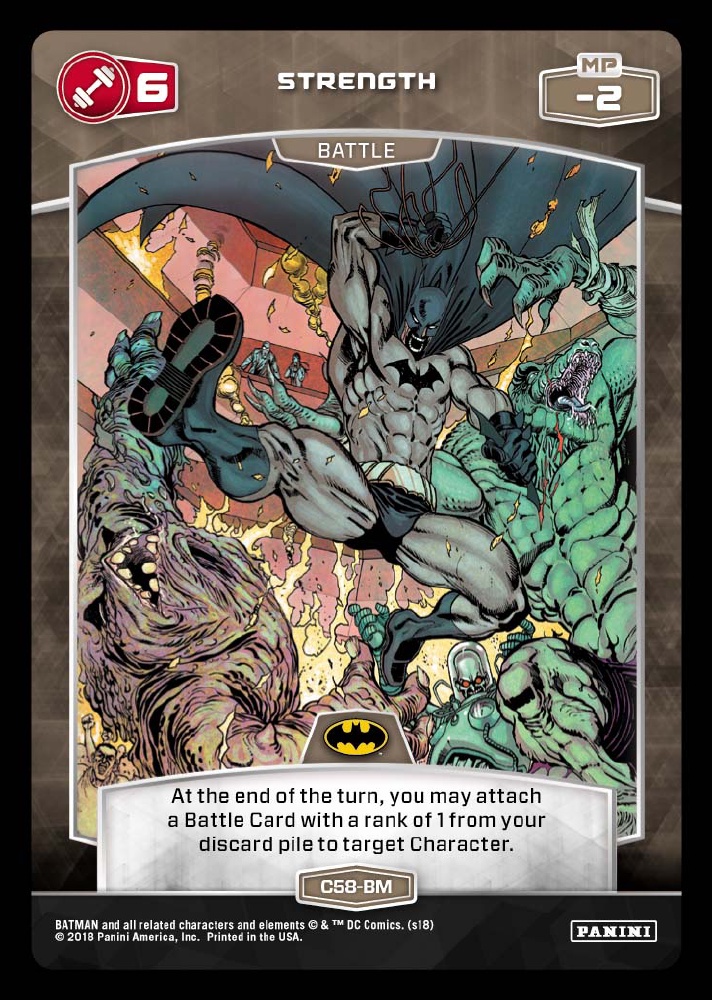 6
STRENGTH
MP
-2
BATTLE
At the end of the turn, you may attach
a Battle Card with a rank of 1 from your
discard pile to target Character.
C58-BM
BATMAN and all related characters and elements © & ™ DC Comics. (s18)
© 2018 Panini America, Inc. Printed in the USA.
PANINI